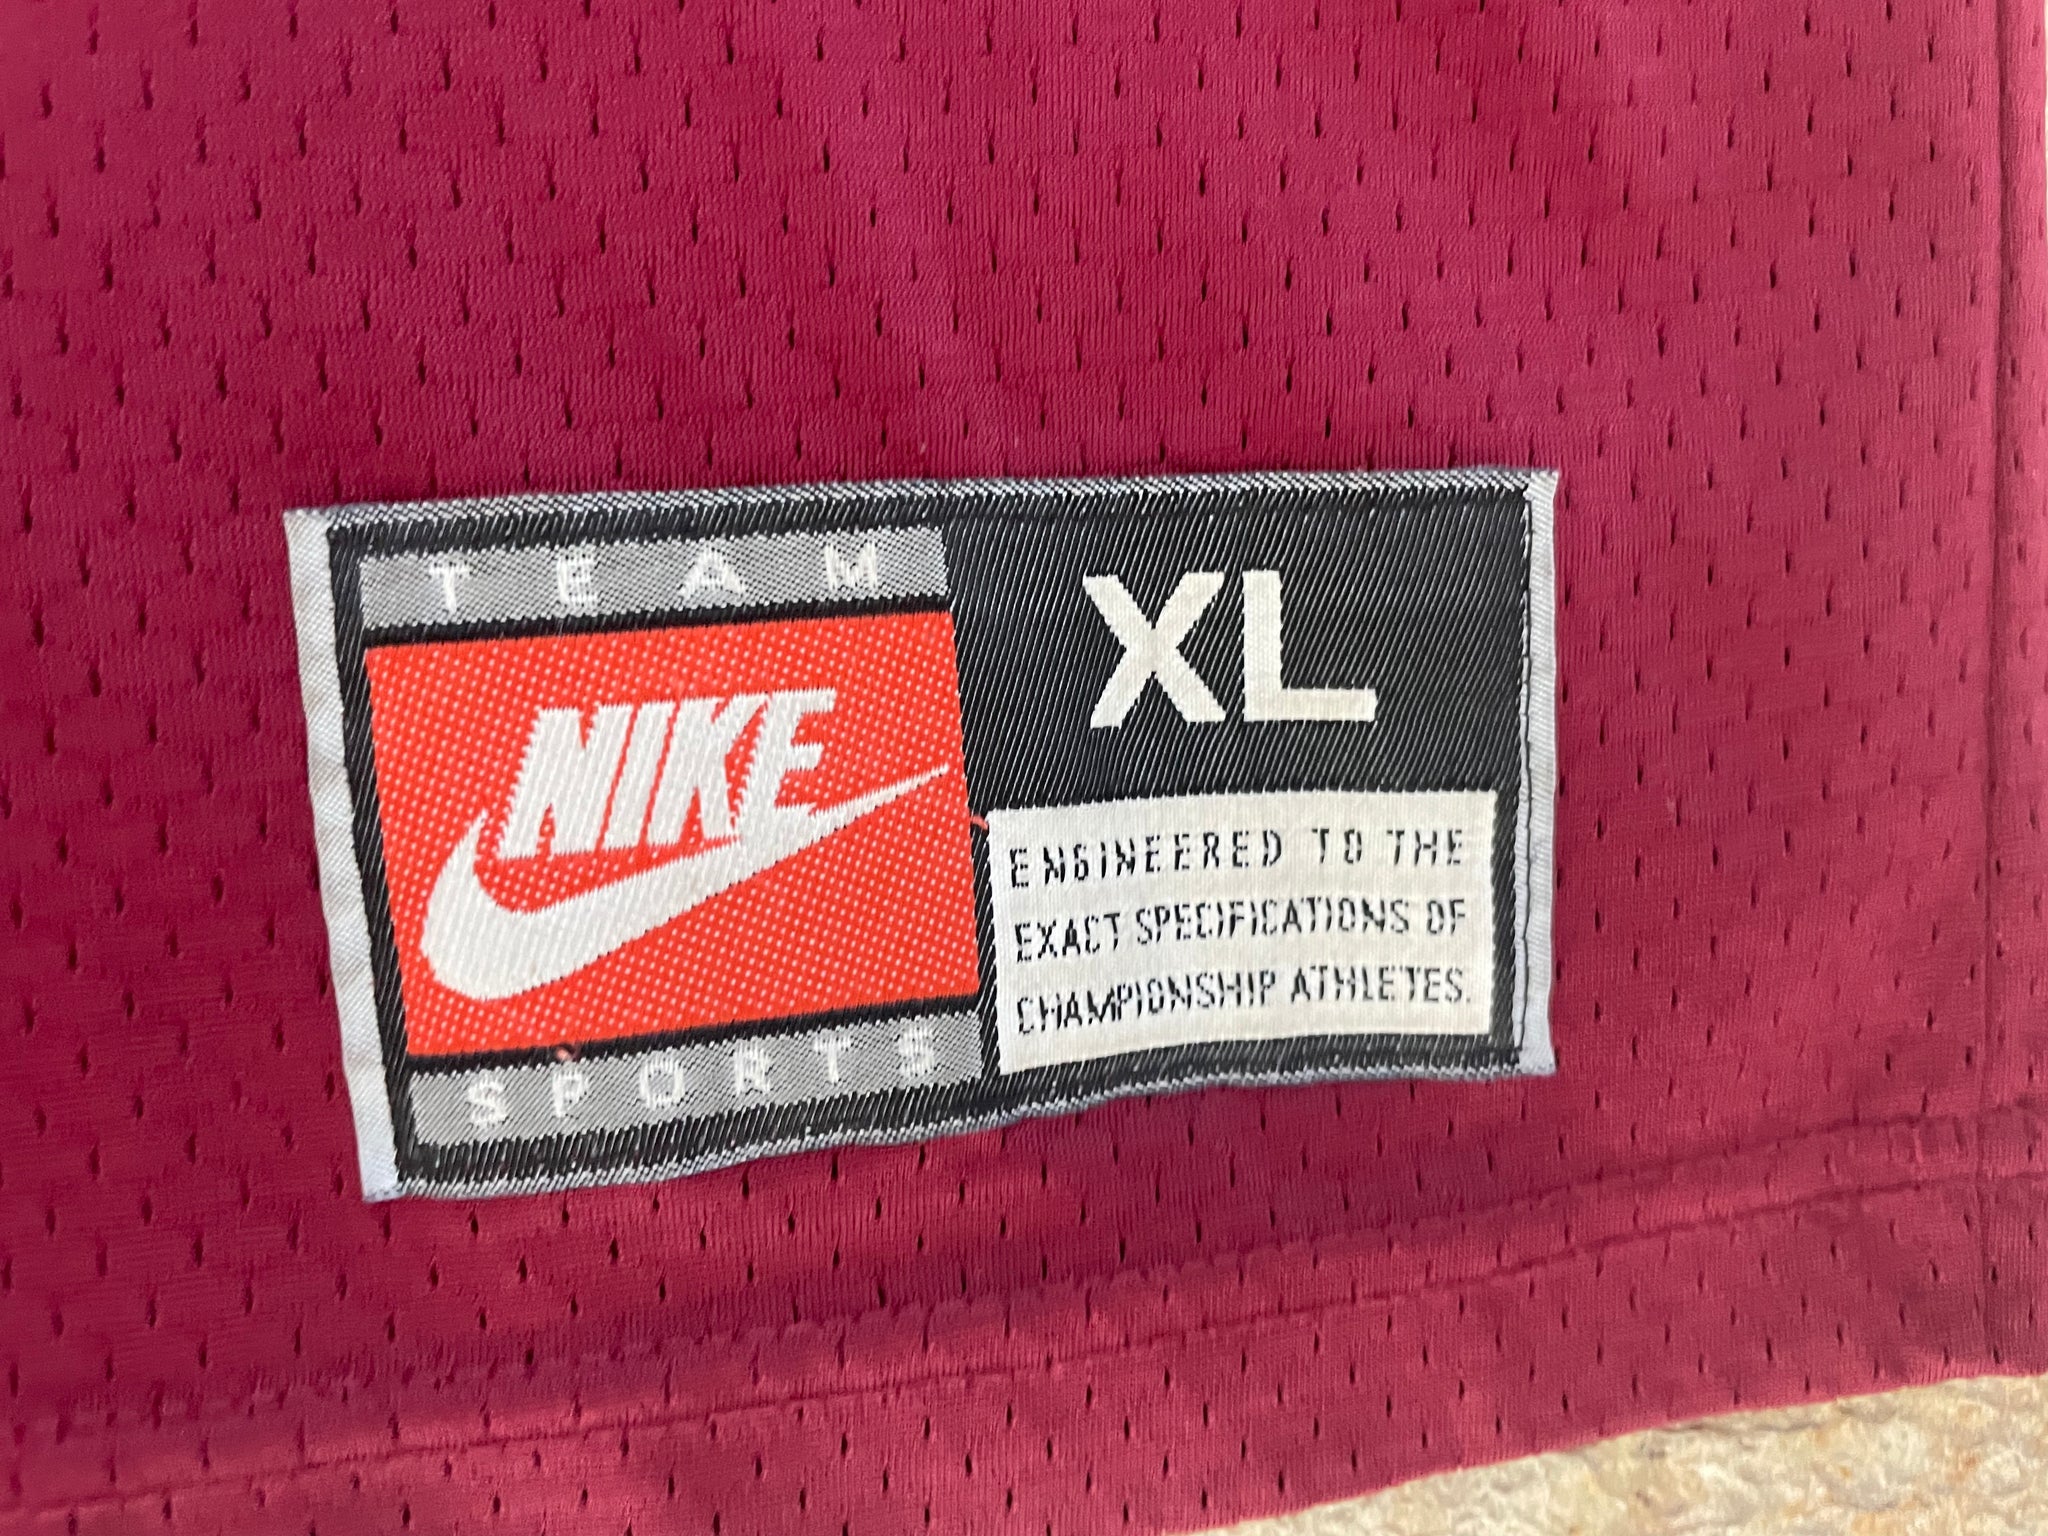 TEAM
NIKE
SPORTS
XL
ENGINEERED TO THE
EXACT SPECIFICATIONS OF
CHAMPIONSHIP ATHLETES.